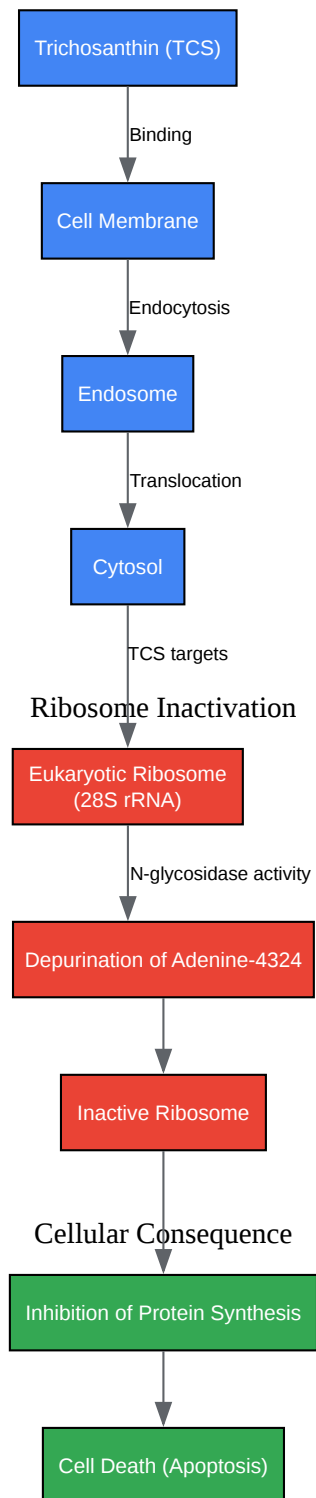 Trichosanthin (TCS)
Binding
Cell Membrane
Endocytosis
Endosome
Translocation
Cytosol
TCS targets
Ribosome Inactivation
Eukaryotic Ribosome
(28S rRNA)
N-glycosidase activity
Depurination of Adenine-4324
Inactive Ribosome
Cellular Consequence
Inhibition of Protein Synthesis
Cell Death (Apoptosis)